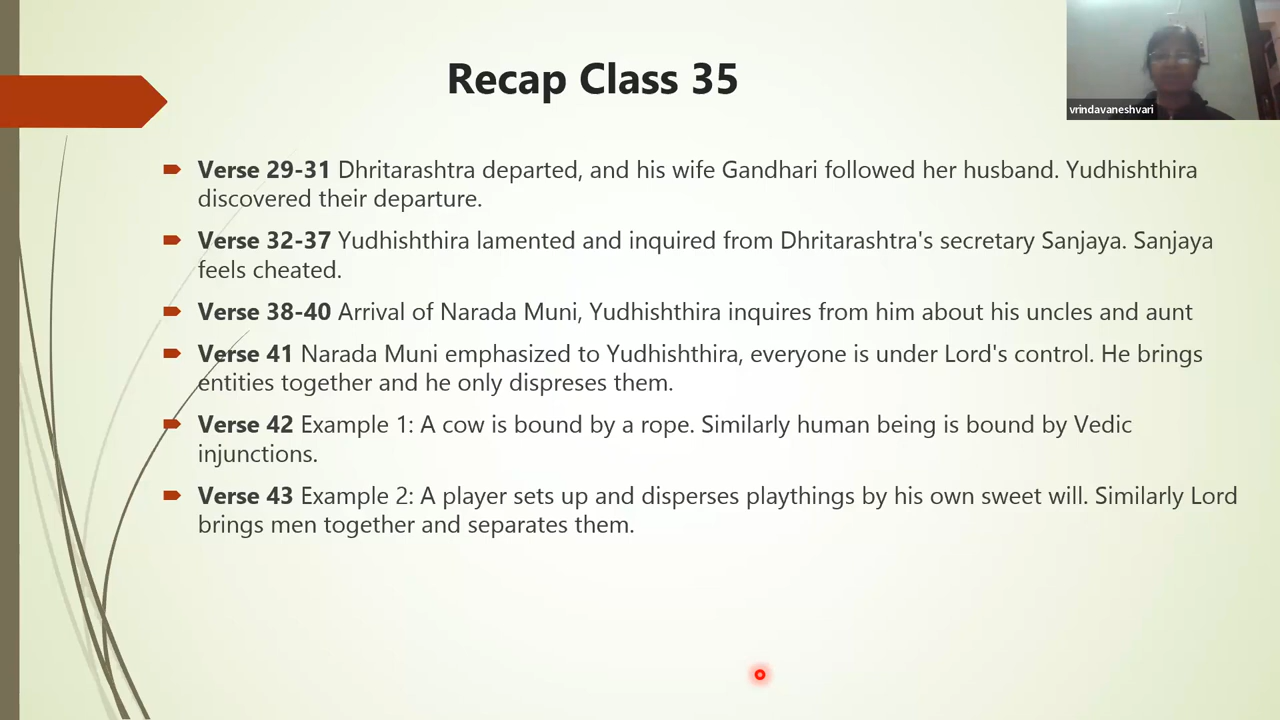 Recap Class 35
vrindavaneshvari
Verse 29-31 Dhritarashtra departed, and his wife Gandhari followed her husband. Yudhishthira
discovered their departure.
Verse 32-37 Yudhishthira lamented and inquired from Dhritarashtra's secretary Sanjaya. Sanjaya
feels cheated.
Verse 38-40 Arrival of Narada Muni, Yudhishthira inquires from him about his uncles and aunt
Verse 41 Narada Muni emphasized to Yudhishthira, everyone is under Lord's control. He brings
entities together and he only dispreses them.
Verse 42 Example 1: A cow is bound by a rope. Similarly human being is bound by Vedic
injunctions.
Verse 43 Example 2: A player sets up and disperses playthings by his own sweet will. Similarly Lord
brings men together and separates them.